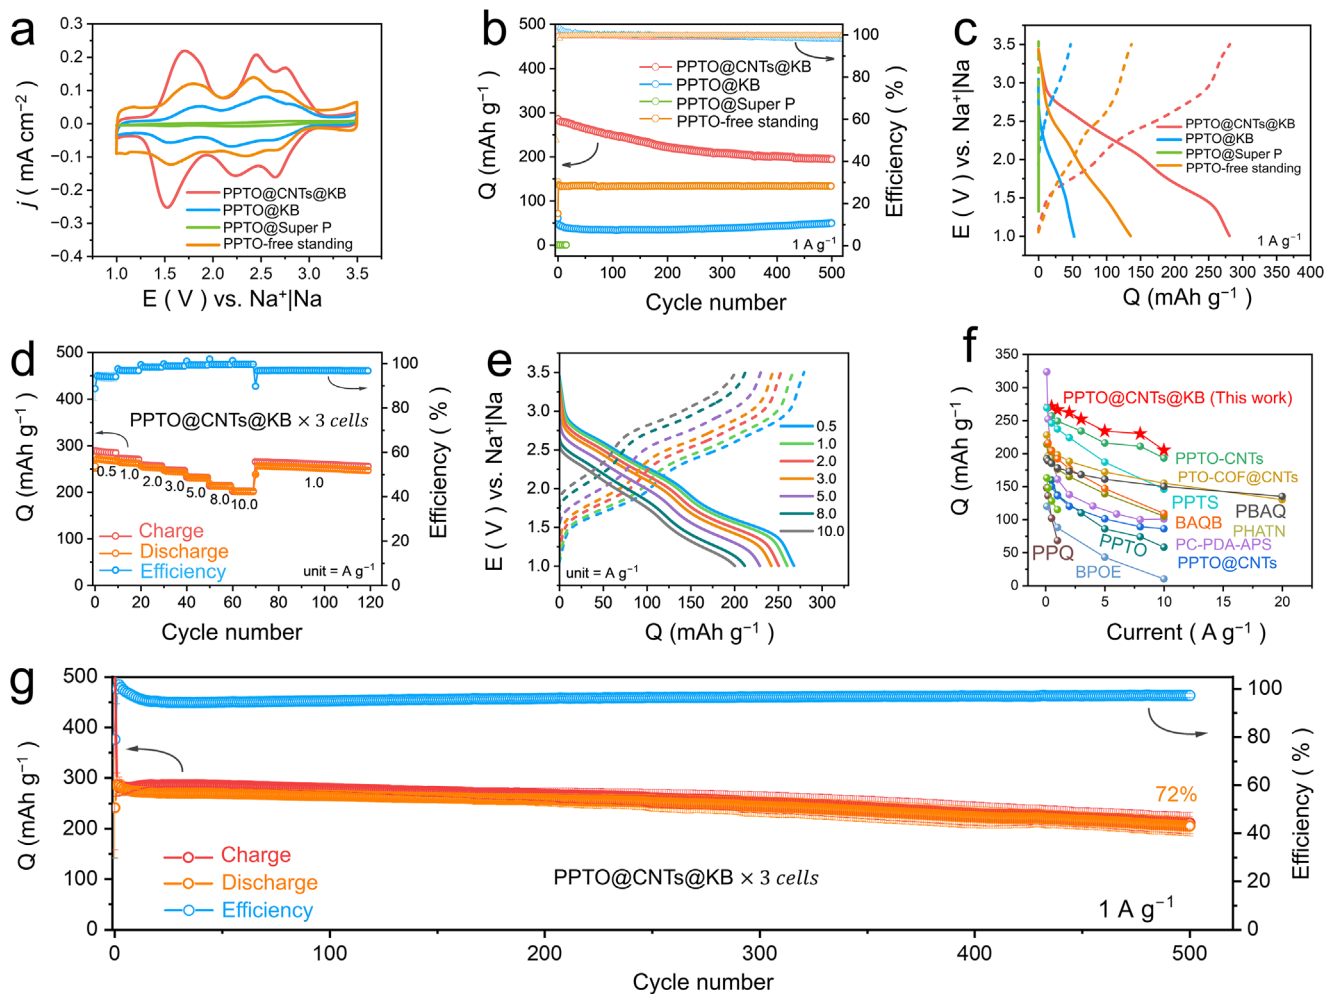 a
0.3
0.2
0.1
0.0
−0.1
−0.2
−0.3
−0.4
j ( mA cm⁻²)
PPTO@CNTs@KB
PPTO@KB
PPTO@Super P
PPTO-free standing
1.0 1.5 2.0 2.5 3.0 3.5
E ( V ) vs. Na⁺|Na
b
500
400
300
200
100
0
Q (mAh g⁻¹)
PPTO@CNTs@KB
PPTO@KB
PPTO@Super P
PPTO-free standing
1 A g⁻¹
100
80
60
40
20
0
Efficiency ( % )
0 100 200 300 400 500
Cycle number
c
3.5
3.0
2.5
2.0
1.5
1.0
E ( V ) vs. Na⁺|Na
PPTO@CNTs@KB
PPTO@KB
PPTO@Super P
PPTO-free standing
1 A g⁻¹
0 50 100 150 200 250 300 350 400
Q (mAh g⁻¹)
d
500
400
300
200
100
0
Q (mAh g⁻¹)
PPTO@CNTs@KB × 3 cells
0.5 1.0 2.0 3.0 5.0 8.0 10.0 1.0
Charge
Discharge
Efficiency
unit = A g⁻¹
100
80
60
40
20
0
Efficiency ( % )
0 20 40 60 80 100 120
Cycle number
e
3.5
3.0
2.5
2.0
1.5
1.0
E ( V ) vs. Na⁺|Na
0.5
1.0
2.0
3.0
5.0
8.0
10.0
unit = A g⁻¹
0 50 100 150 200 250 300
Q (mAh g⁻¹)
f
350
300
250
200
150
100
50
0
Q (mAh g⁻¹)
PPTO@CNTs@KB (This work)
PPTO-CNTs
PTO-COF@CNTs
PPTS
PBAQ
BAQB
PHATN
PC-PDA-APS
PPTO
PPTO@CNTs
PPQ
BPOE
0 5 10 15 20
Current ( A g⁻¹)
g
500
400
300
200
100
0
Q (mAh g⁻¹)
72%
Charge
Discharge
Efficiency
PPTO@CNTs@KB × 3 cells
1 A g⁻¹
100
80
60
40
20
0
Efficiency ( % )
0 100 200 300 400 500
Cycle number